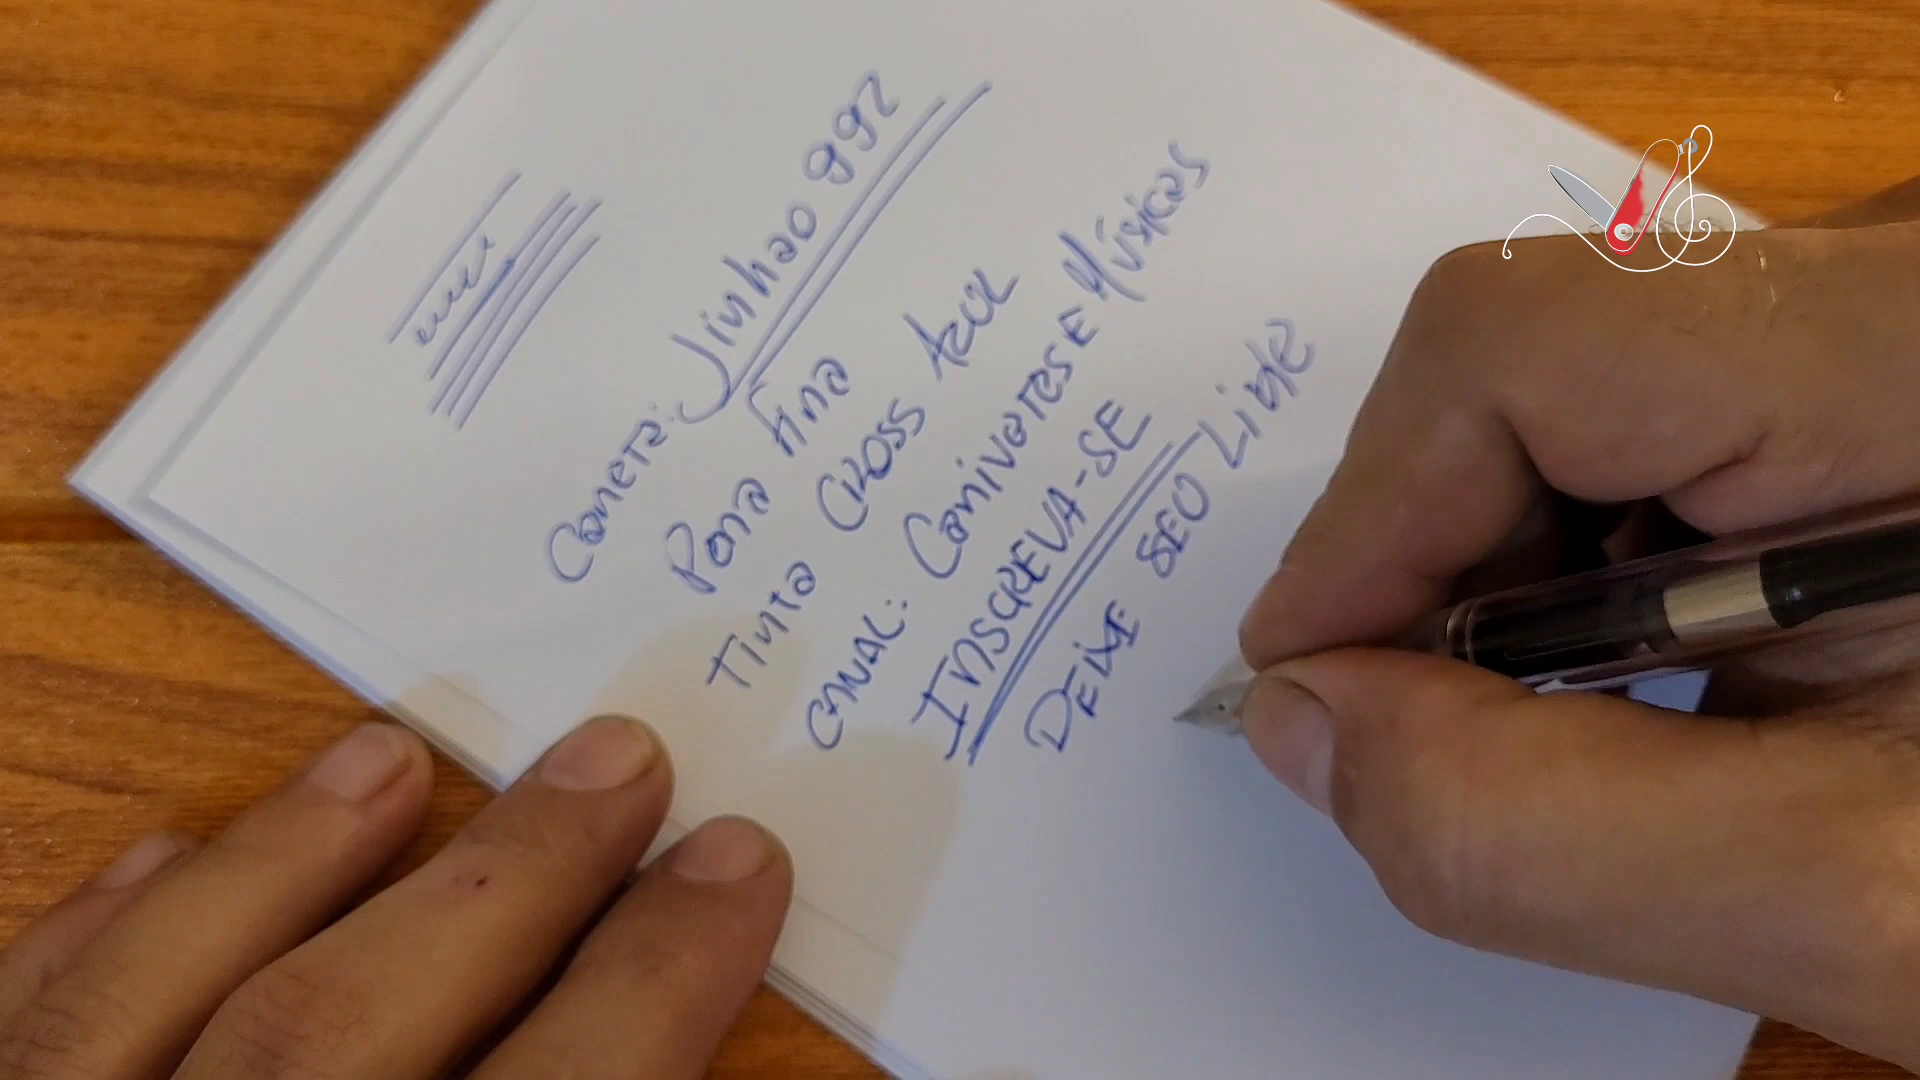 Caneta: Jinhao 992
Pena Fina
Tinta Cross Azul
CANAL: Canivetes e Músicas
INSCREVA-SE
DEIXE SEU Like